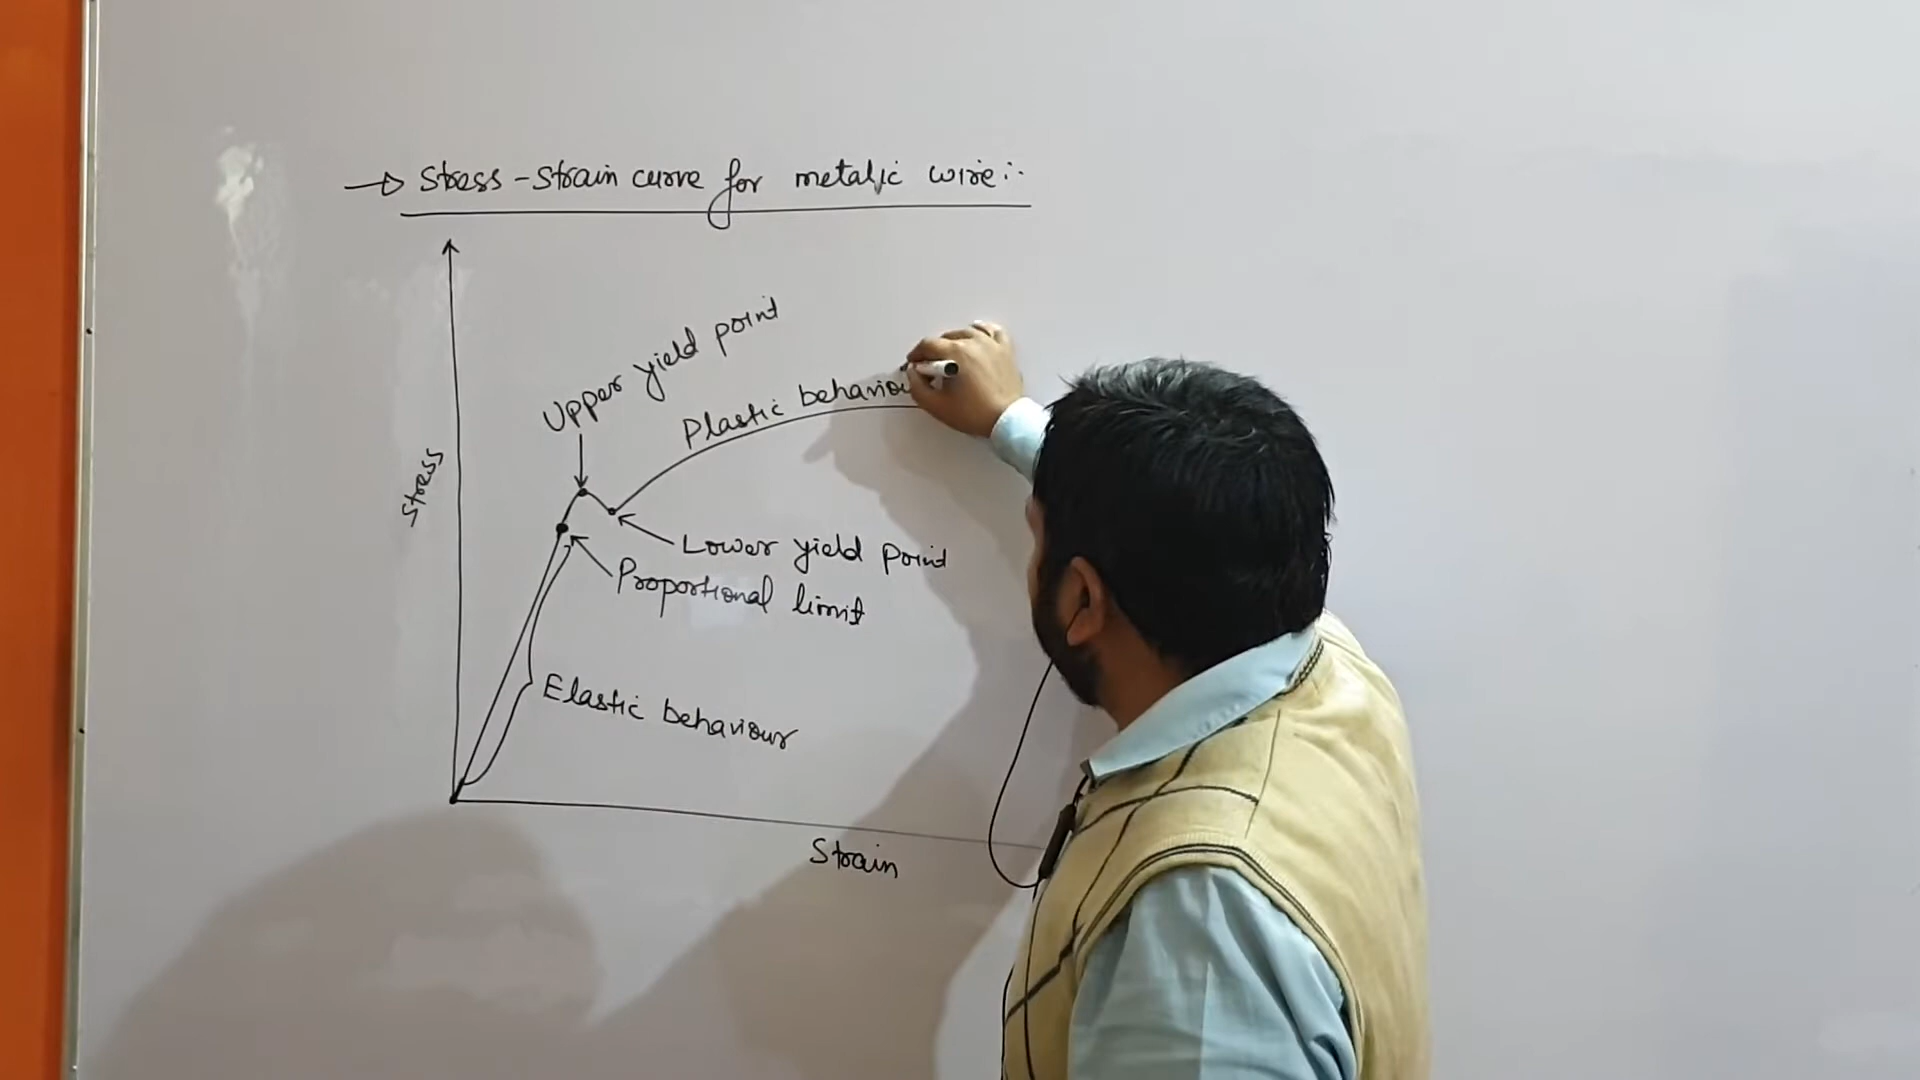 → Stress-strain curve for metalic wire:-
Upper yield point
Plastic behaviou
Stress
Lower yield point
Proportional limit
Elastic behaviour
Strain